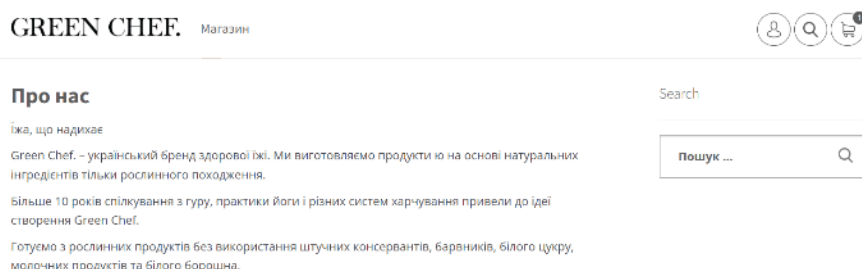 GREEN CHEF. Магазин
1
Про нас
Їжа, що надихає
Green Chef. – український бренд здорової їжі. Ми виготовляємо продукти ю на основі натуральних
інгредієнтів тільки рослинного походження.
Більше 10 років спілкування з гуру, практики йоги і різних систем харчування привели до ідеї
створення Green Chef.
Готуємо з рослинних продуктів без використання штучних консервантів, барвників, білого цукру,
молочних продуктів та білого борошна.
Search
Пошук ...